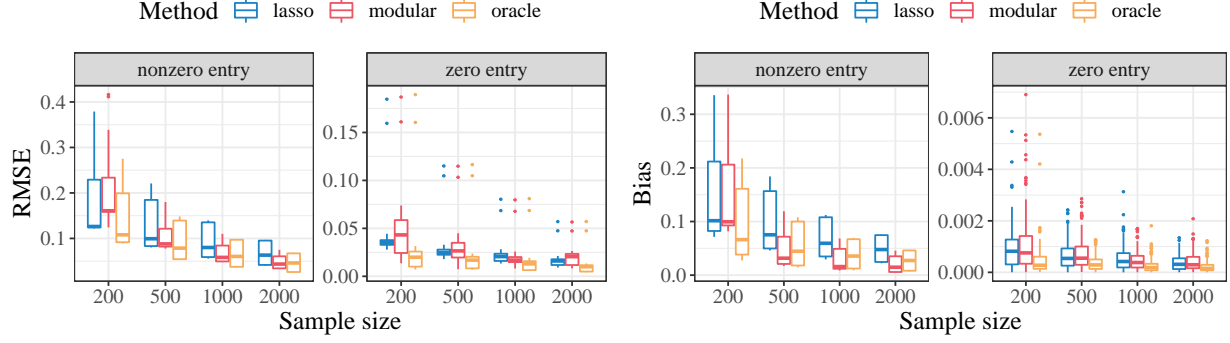 Method lasso modular oracle
nonzero entry
zero entry
RMSE
0.4
0.3
0.2
0.1
0.15
0.10
0.05
0.00
200 500 1000 2000
200 500 1000 2000
Sample size
Method lasso modular oracle
nonzero entry
zero entry
Bias
0.3
0.2
0.1
0.0
0.006
0.004
0.002
0.000
200 500 1000 2000
200 500 1000 2000
Sample size